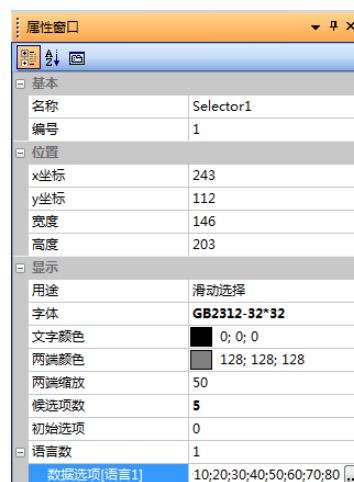 属性窗口
基本
名称 Selector1
编号 1
位置
x坐标 243
y坐标 112
宽度 146
高度 203
显示
用途 滑动选择
字体 GB2312-32*32
文字颜色 0; 0; 0
两端颜色 128; 128; 128
两端缩放 50
候选项数 5
初始选项 0
语言数 1
数据选项[语言1] 10;20;30;40;50;60;70;80 ...